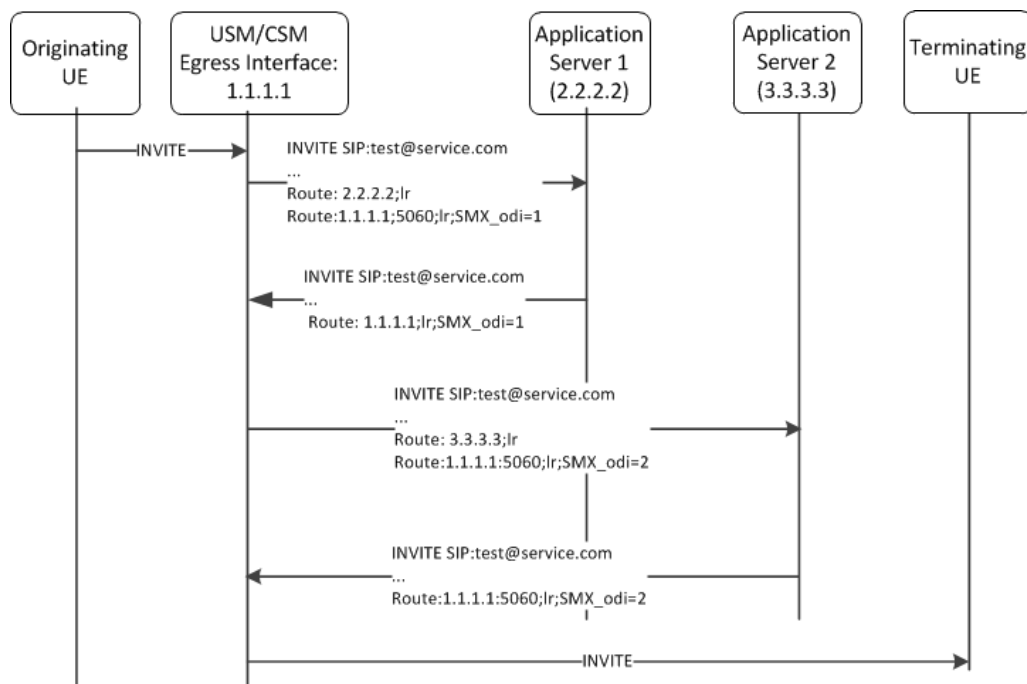 Originating
UE
USM/CSM
Egress Interface:
1.1.1.1
Application
Server 1
(2.2.2.2)
Application
Server 2
(3.3.3.3)
Terminating
UE
INVITE
INVITE SIP:test@service.com
...
Route: 2.2.2.2;lr
Route:1.1.1.1;5060;lr;SMX_odi=1
INVITE SIP:test@service.com
...
Route: 1.1.1.1;lr;SMX_odi=1
INVITE SIP:test@service.com
...
Route: 3.3.3.3;lr
Route:1.1.1.1:5060;lr;SMX_odi=2
INVITE SIP:test@service.com
...
Route:1.1.1.1:5060;lr;SMX_odi=2
INVITE